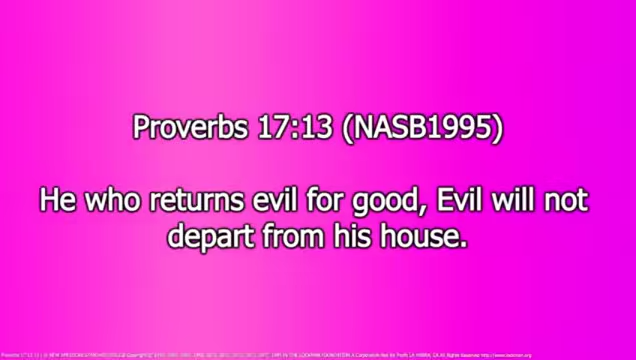 Proverbs 17:13 (NASB1995)
He who returns evil for good, Evil will not
depart from his house.